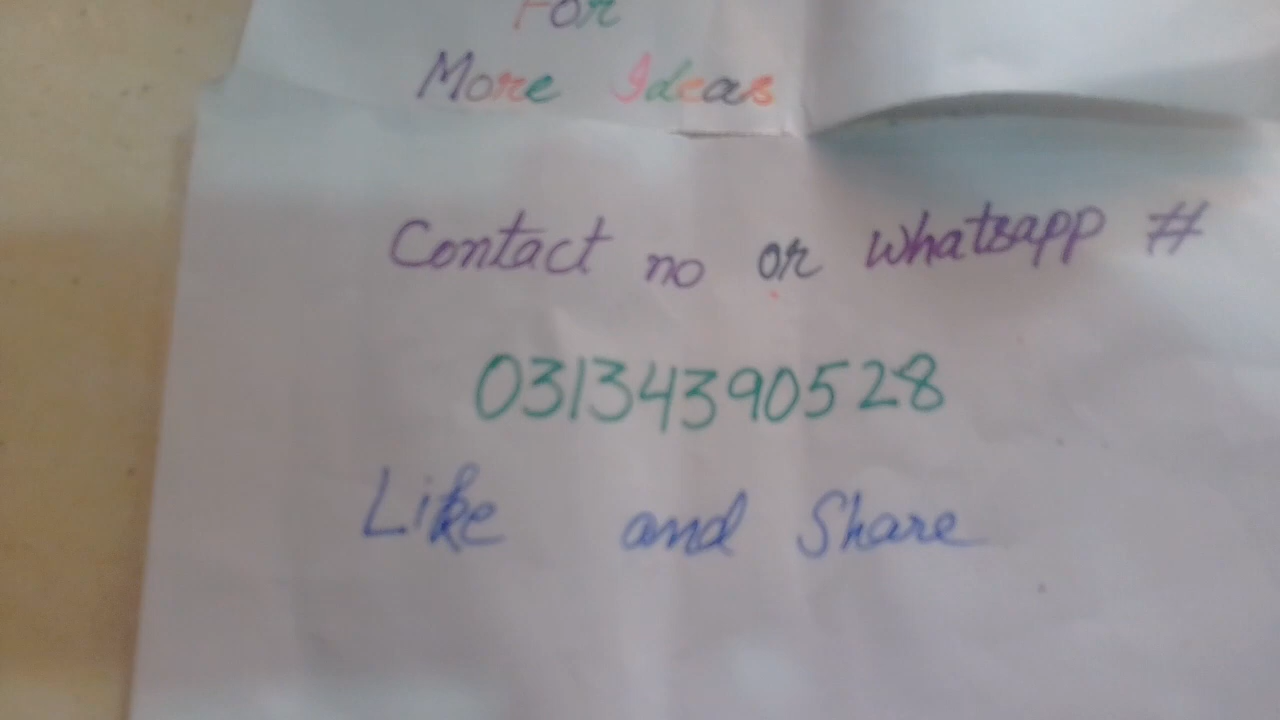 For
More Ideas
Contact no or whatsapp #
03134390528
Like and Share